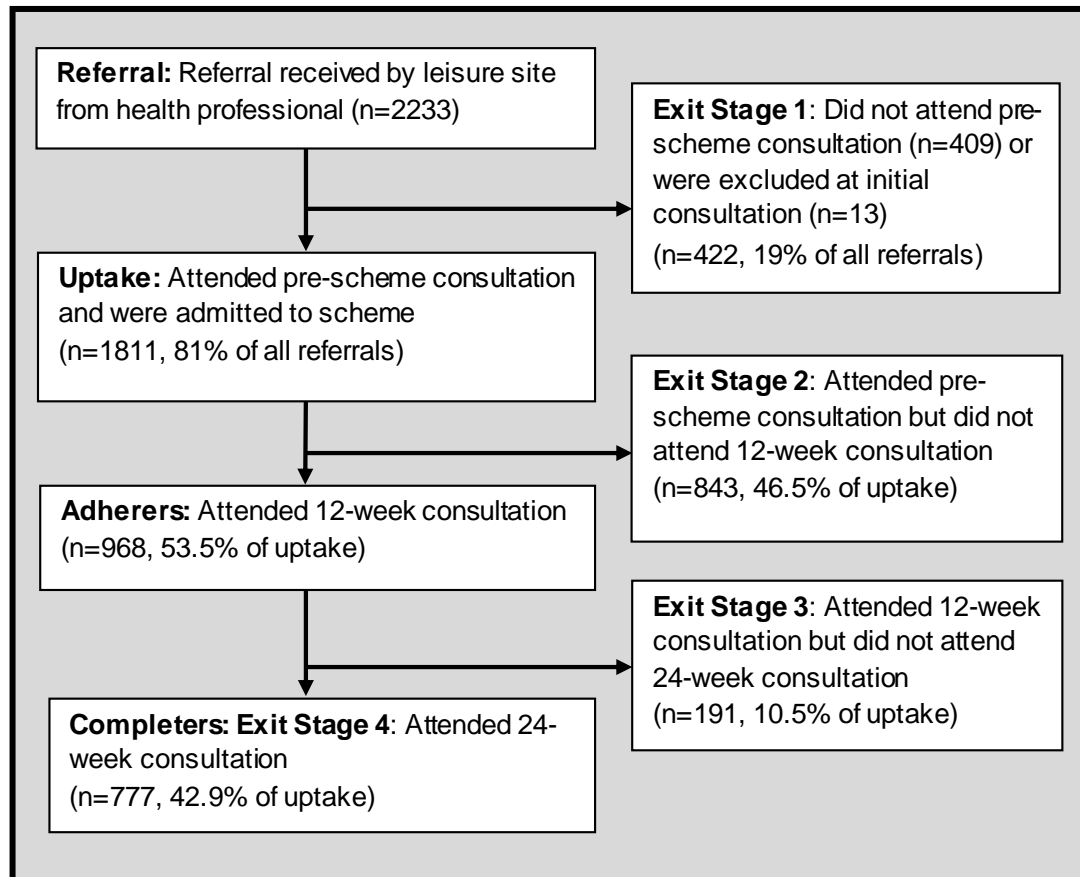 Referral: Referral received by leisure site
from health professional (n=2233)
Exit Stage 1: Did not attend pre-
scheme consultation (n=409) or
were excluded at initial
consultation (n=13)
(n=422, 19% of all referrals)
Uptake: Attended pre-scheme consultation
and were admitted to scheme
(n=1811, 81% of all referrals)
Exit Stage 2: Attended pre-
scheme consultation but did not
attend 12-week consultation
(n=843, 46.5% of uptake)
Adherers: Attended 12-week consultation
(n=968, 53.5% of uptake)
Exit Stage 3: Attended 12-week
consultation but did not attend
24-week consultation
(n=191, 10.5% of uptake)
Completers: Exit Stage 4: Attended 24-
week consultation
(n=777, 42.9% of uptake)